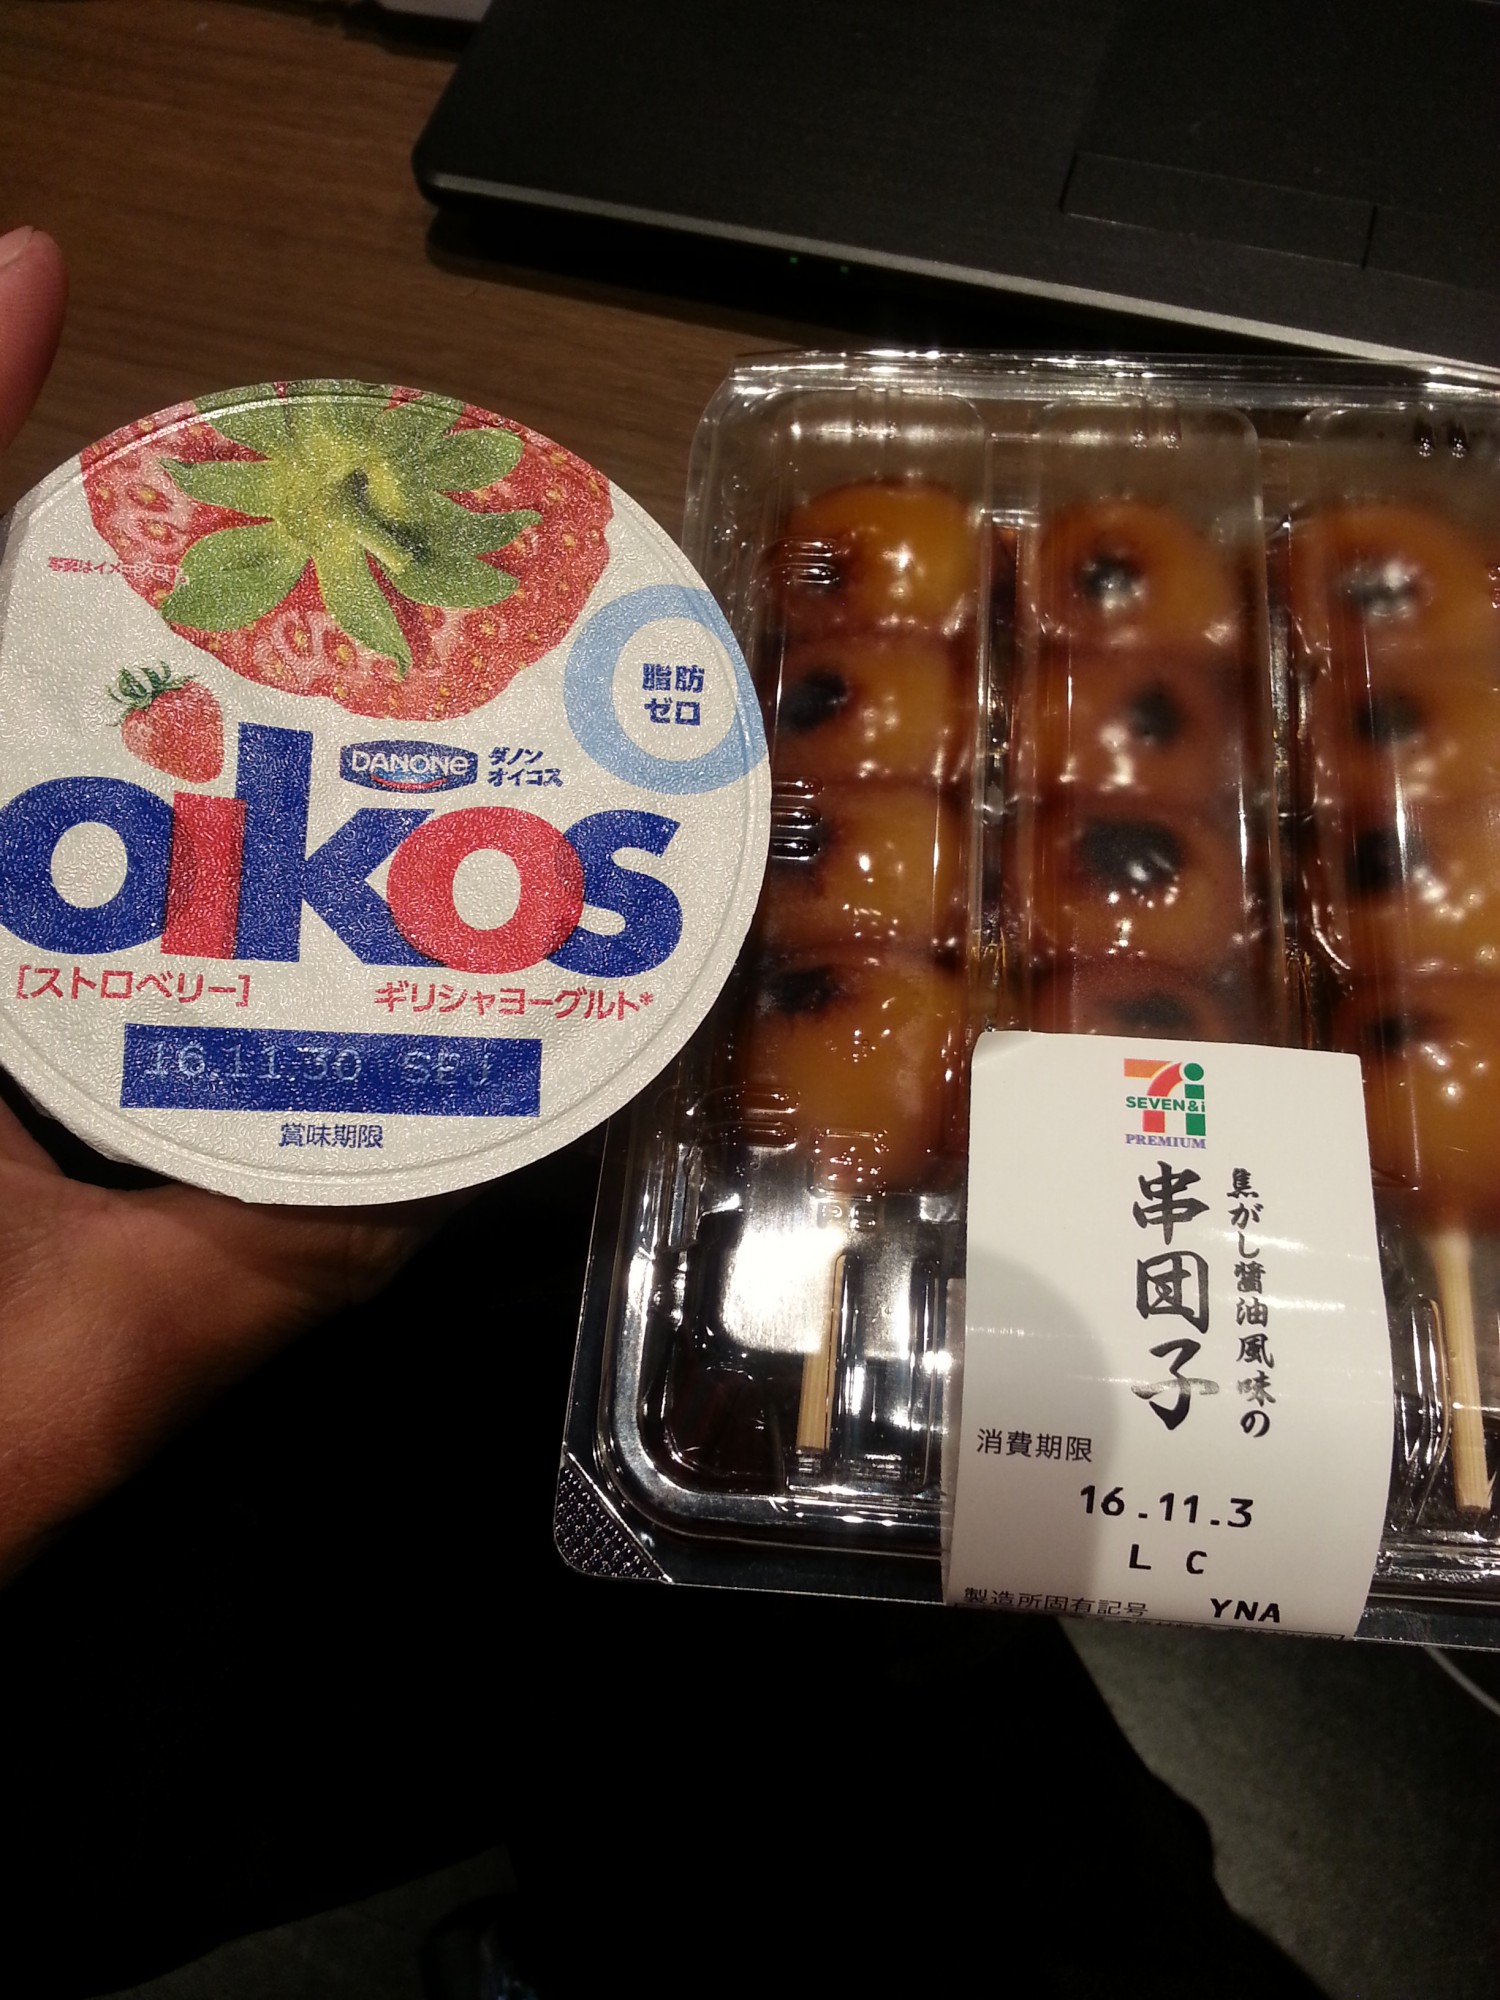 写真はイメージです。
脂肪
ゼロ
DANONE
ダノン
オイコス
oikos
[ストロベリー]
ギリシャヨーグルト*
16.11.30 SEJ
賞味期限
7i
SEVEN&i
PREMIUM
焦がし醤油風味の
串団子
消費期限
16.11.3
L C
製造所固有記号 YNA